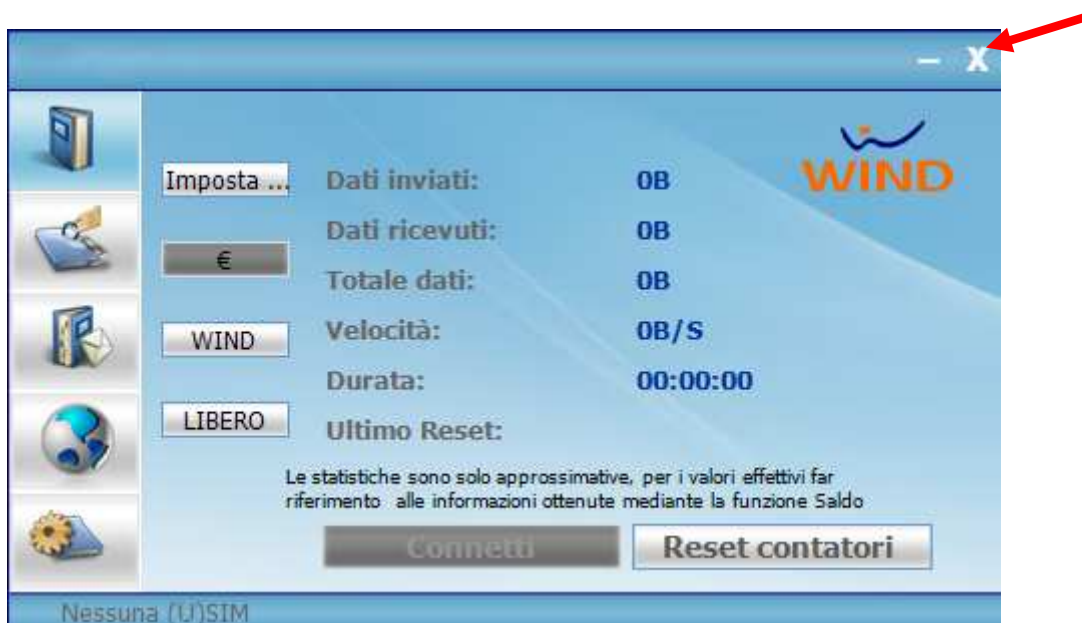 – X
WIND
Imposta ...
Dati inviati: 0B
Dati ricevuti: 0B
€
Totale dati: 0B
WIND
Velocità: 0B/S
Durata: 00:00:00
LIBERO
Ultimo Reset:
Le statistiche sono solo approssimative, per i valori effettivi far
riferimento alle informazioni ottenute mediante la funzione Saldo
Connetti Reset contatori
Nessuna (U)SIM